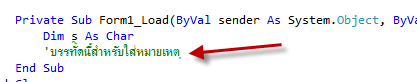 Private Sub Form1_Load(ByVal sender As System.Object, ByVa
Dim s As Char
'บรรทัดนี้สำหรับใส่หมายเหตุ
End Sub